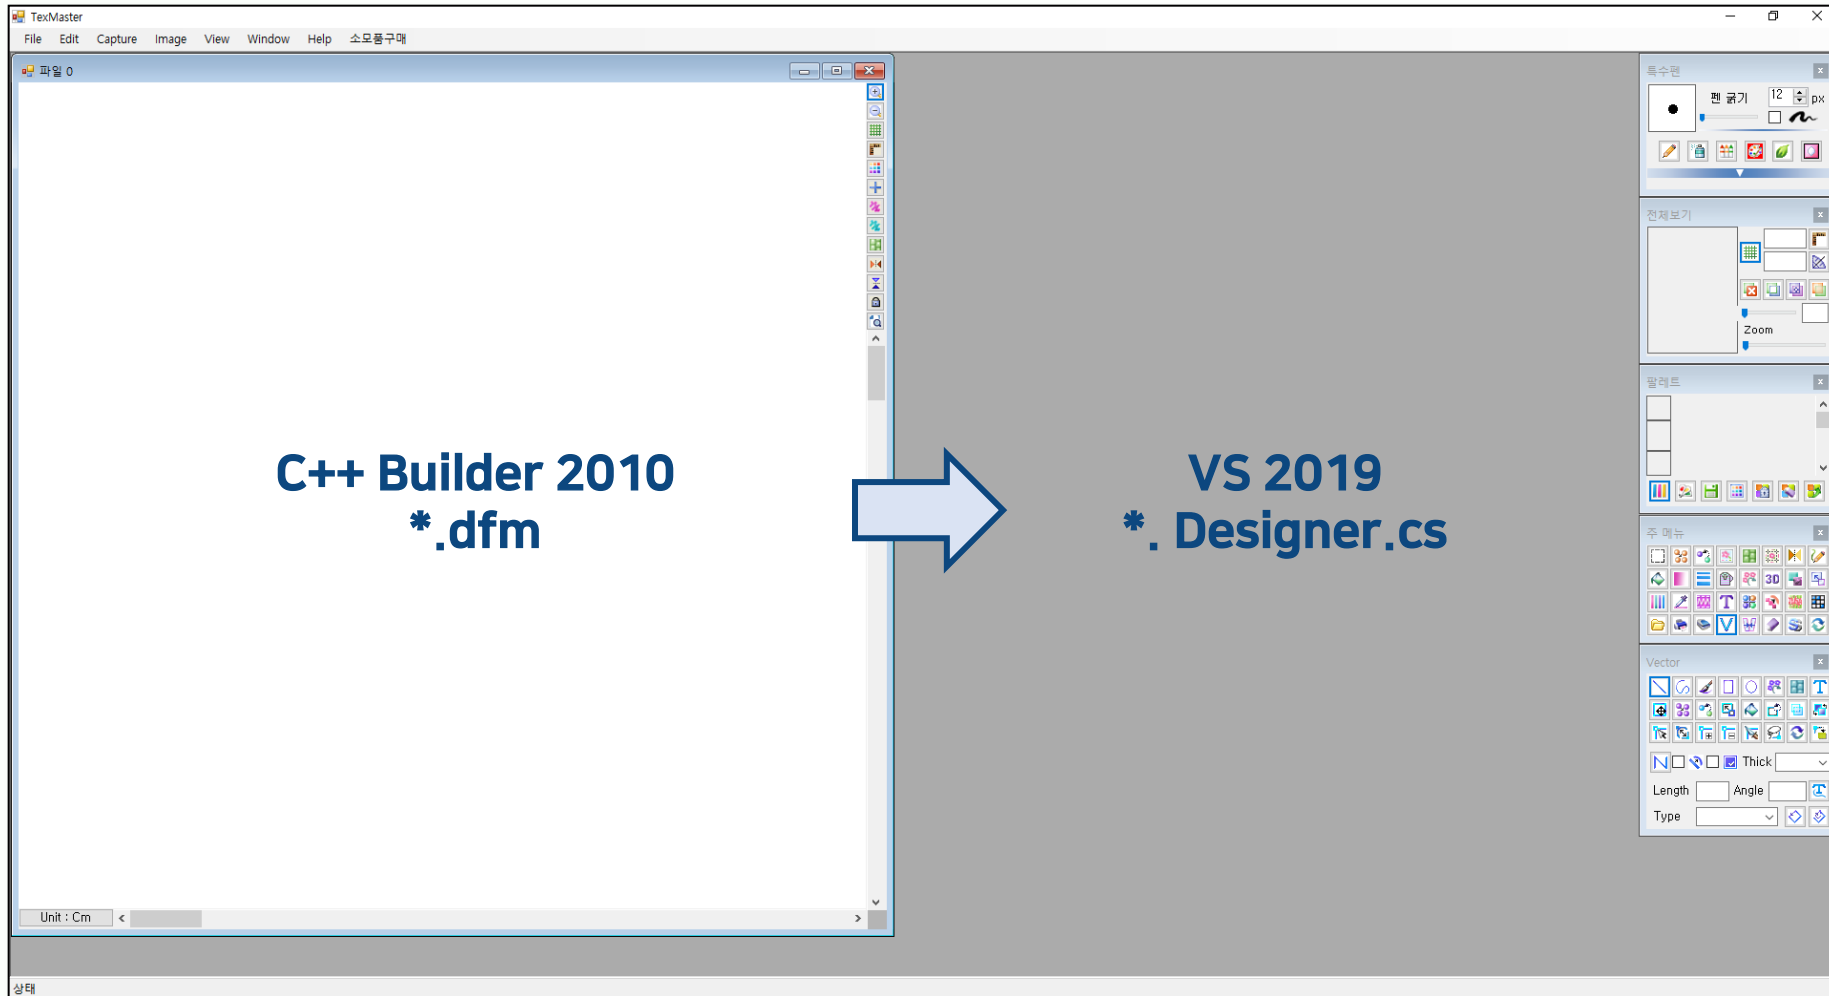 TexMaster
File Edit Capture Image View Window Help 소모품구매
파일 0
C++ Builder 2010
*.dfm
VS 2019
*. Designer.cs
Unit : Cm
상태
특수펜
펜 굵기 12 px
전체보기
Zoom
팔레트
주 메뉴
3D
T
V
Vector
T
N Thick
Length Angle T
Type